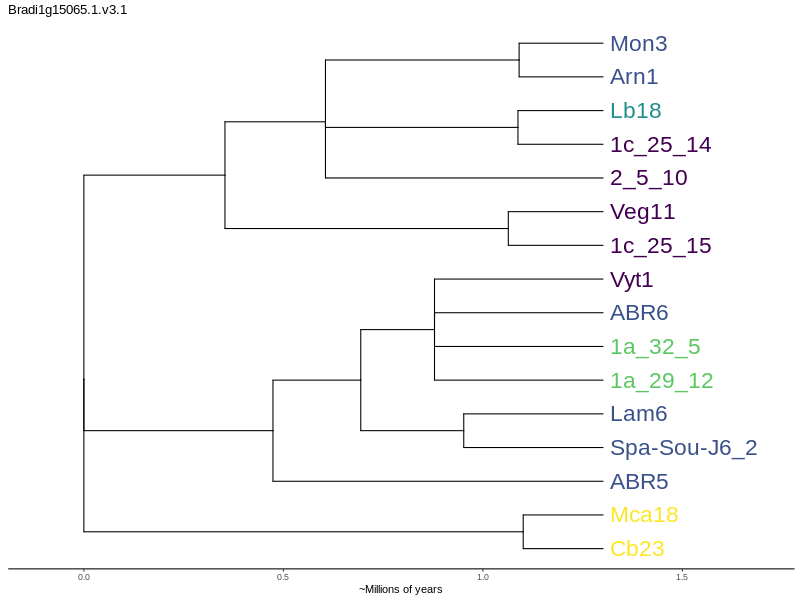 Bradi1g15065.1.v3.1
Mon3
Arn1
Lb18
1c_25_14
2_5_10
Veg11
1c_25_15
Vyt1
ABR6
1a_32_5
1a_29_12
Lam6
Spa-Sou-J6_2
ABR5
Mca18
Cb23
0.0 0.5 1.0 1.5
~Millions of years